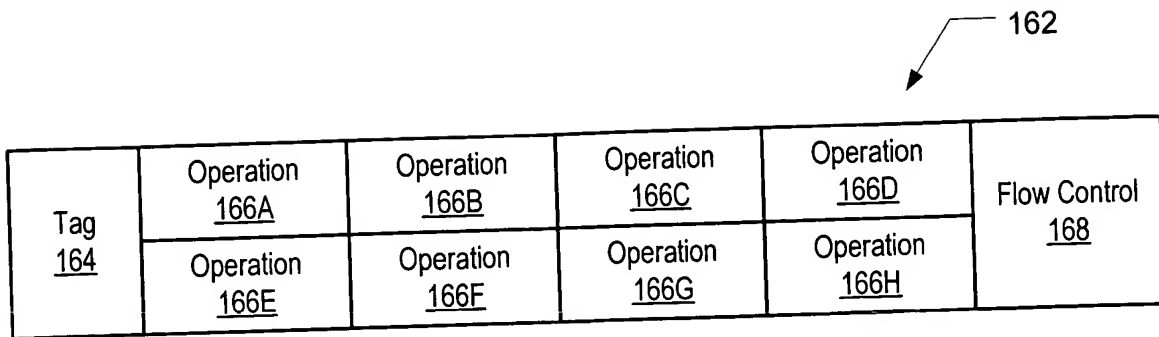 162
Tag
164
Operation
166A
Operation
166B
Operation
166C
Operation
166D
Operation
166E
Operation
166F
Operation
166G
Operation
166H
Flow Control
168